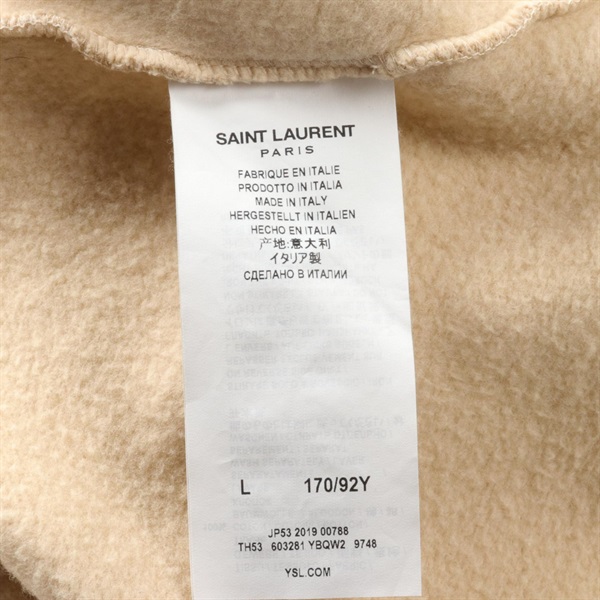 SAINT LAURENT
PARIS
FABRIQUE EN ITALIE
PRODOTTO IN ITALIA
MADE IN ITALY
HERGESTELLT IN ITALIEN
HECHO EN ITALIA
产地:意大利
イタリア製
СДЕЛАНО В ИТАЛИИ
L 170/92Y
JP53 2019 00788
TH53 603281 YBQW2 9748
YSL.COM